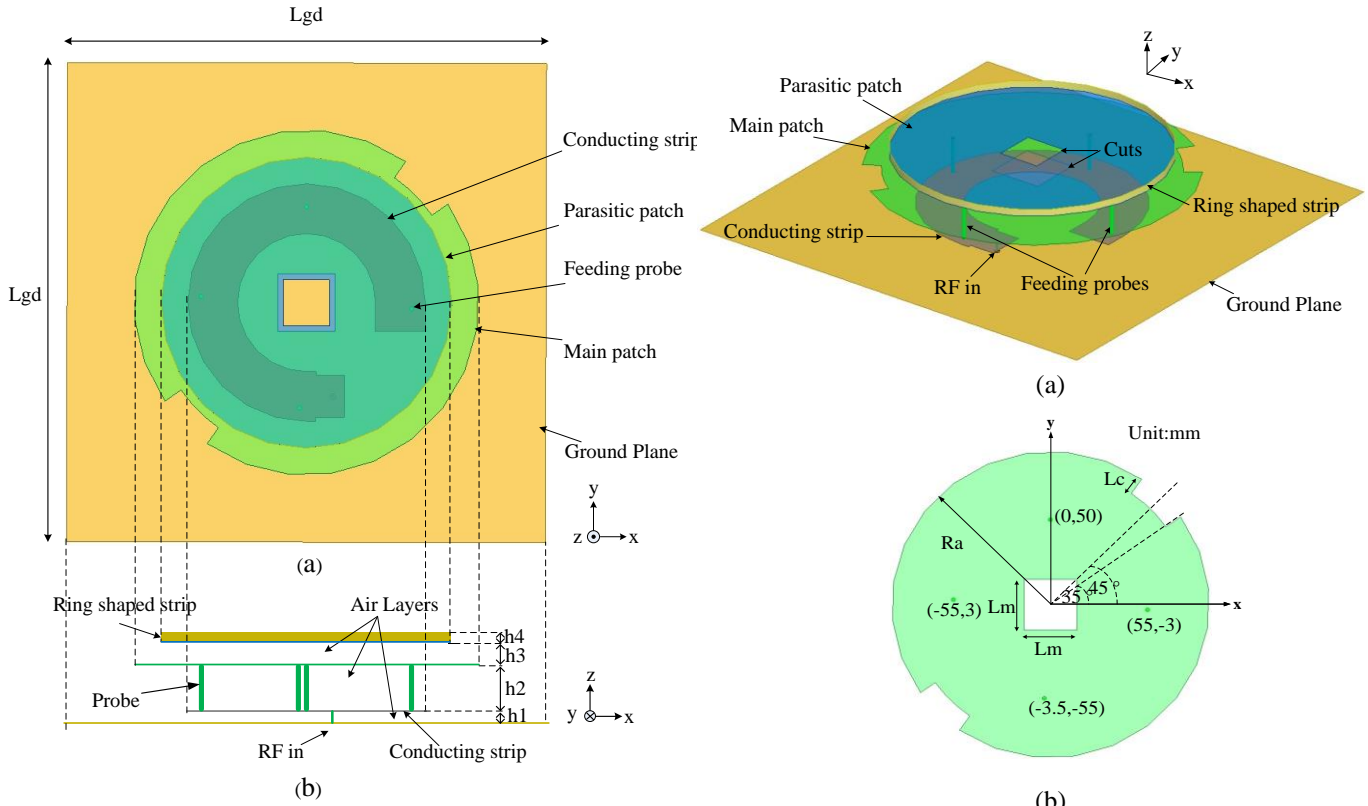 Lgd
Lgd
Conducting strip
Parasitic patch
Feeding probe
Main patch
Ground Plane
y
z
x
(a)
Ring shaped strip
Air Layers
h4
h3
h2
h1
Probe
z
y
x
RF in
Conducting strip
(b)
z
y
x
Parasitic patch
Main patch
Cuts
Ring shaped strip
Conducting strip
RF in
Feeding probes
Ground Plane
(a)
y
Unit:mm
Lc
(0,50)
Ra
35°
45°
x
(-55,3)
Lm
(55,-3)
Lm
(-3.5,-55)
(b)